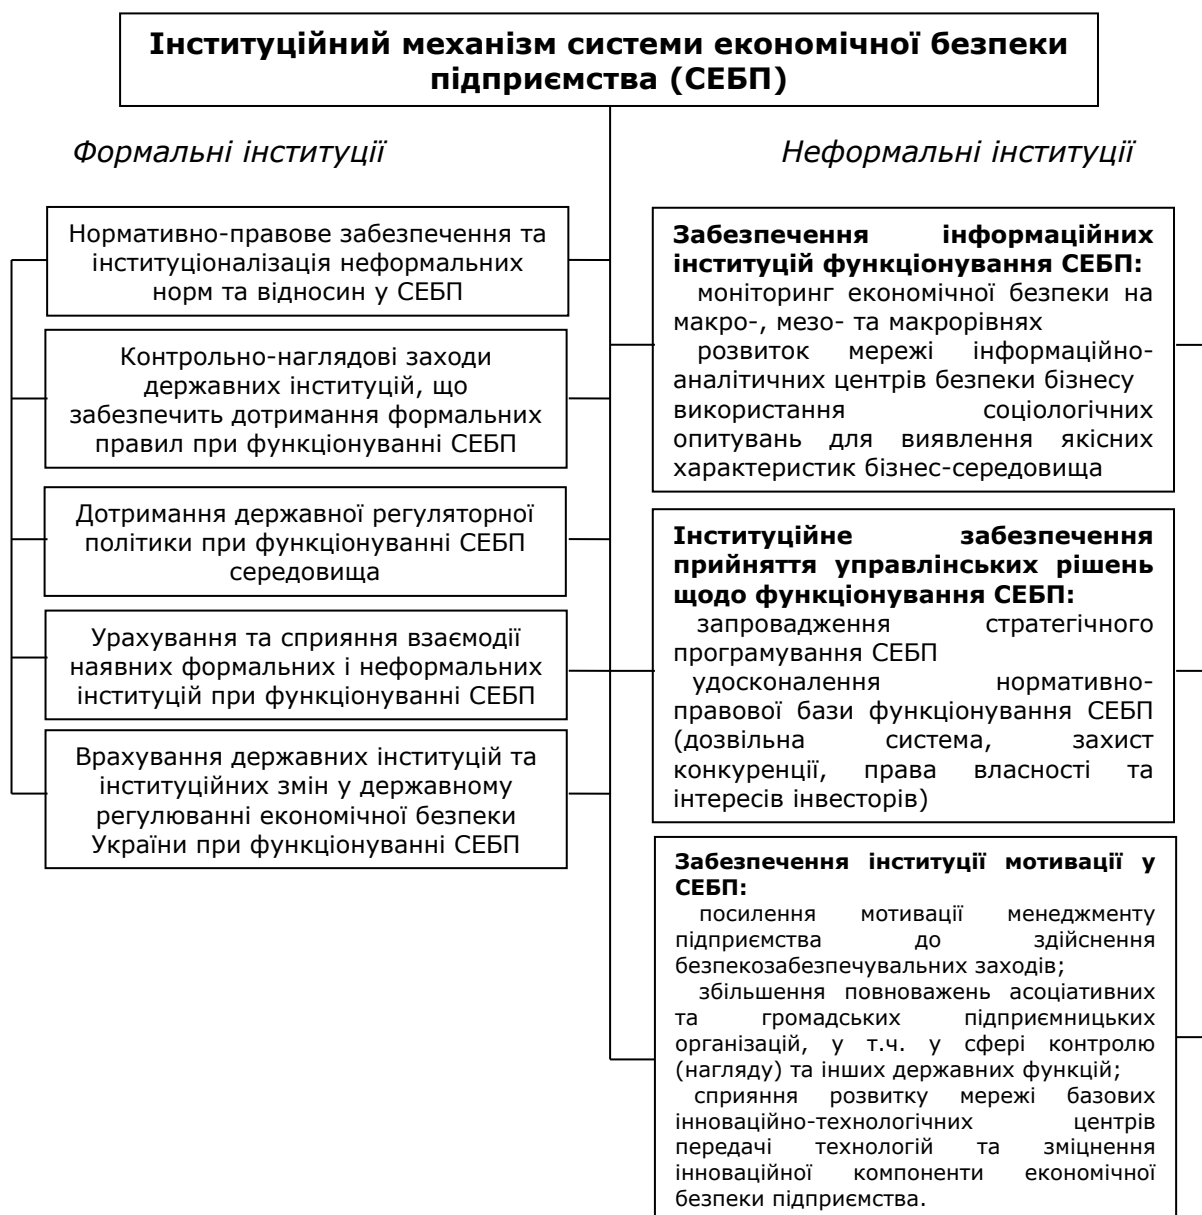 Інституційний механізм системи економічної безпеки
підприємства (СЕБП)
Формальні інституції
Неформальні інституції
Нормативно-правове забезпечення та
інституціоналізація неформальних
норм та відносин у СЕБП
Контрольно-наглядові заходи
державних інституцій, що
забезпечить дотримання формальних
правил при функціонуванні СЕБП
Дотримання державної регуляторної
політики при функціонуванні СЕБП
середовища
Урахування та сприяння взаємодії
наявних формальних і неформальних
інституцій при функціонуванні СЕБП
Врахування державних інституцій та
інституційних змін у державному
регулюванні економічної безпеки
України при функціонуванні СЕБП
Забезпечення інформаційних
інституцій функціонування СЕБП:
моніторинг економічної безпеки на
макро-, мезо- та макрорівнях
розвиток мережі інформаційно-
аналітичних центрів безпеки бізнесу
використання соціологічних
опитувань для виявлення якісних
характеристик бізнес-середовища
Інституційне забезпечення
прийняття управлінських рішень
щодо функціонування СЕБП:
запровадження стратегічного
програмування СЕБП
удосконалення нормативно-
правової бази функціонування СЕБП
(дозвільна система, захист
конкуренції, права власності та
інтересів інвесторів)
Забезпечення інституції мотивації у
СЕБП:
посилення мотивації менеджменту
підприємства до здійснення
безпекозабезпечувальних заходів;
збільшення повноважень асоціативних
та громадських підприємницьких
організацій, у т.ч. у сфері контролю
(нагляду) та інших державних функцій;
сприяння розвитку мережі базових
інноваційно-технологічних центрів
передачі технологій та зміцнення
інноваційної компоненти економічної
безпеки підприємства.